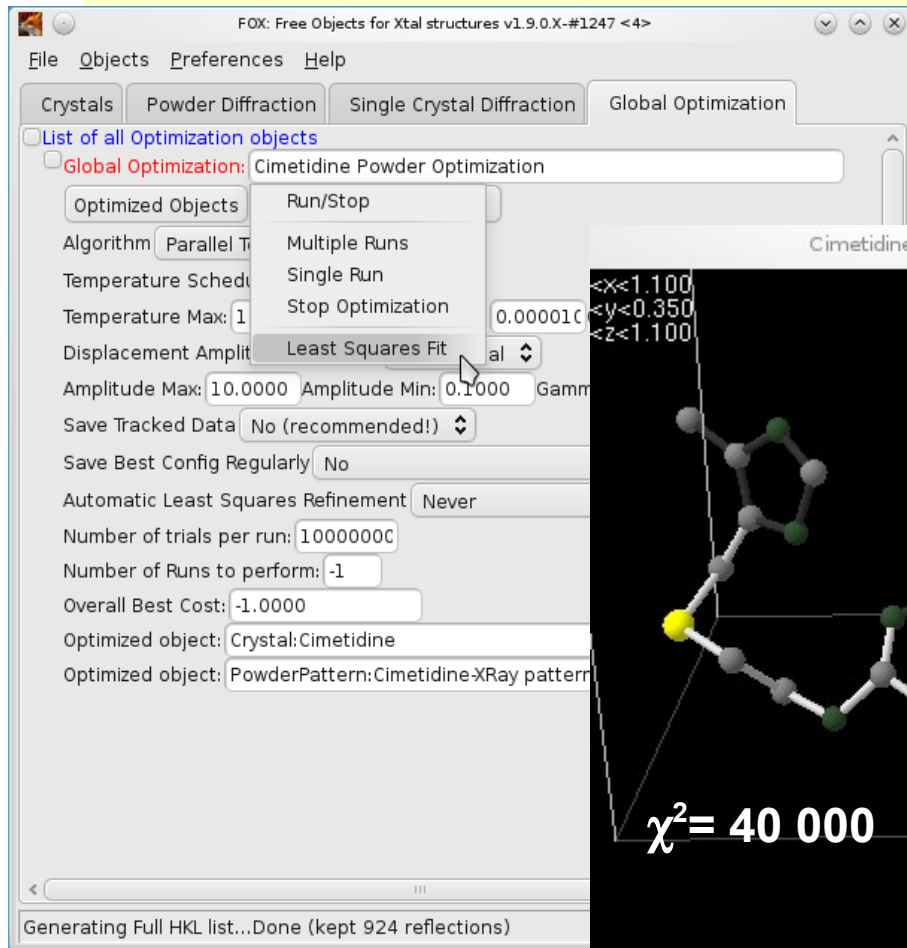 FOX: Free Objects for Xtal structures v1.9.0.X-#1247 <4>
File Objects Preferences Help
Crystals Powder Diffraction Single Crystal Diffraction Global Optimization
List of all Optimization objects
Global Optimization: Cimetidine Powder Optimization
Optimized Objects
Run/Stop
Multiple Runs
Single Run
Stop Optimization
Least Squares Fit
Algorithm Parallel
Temperature
Temperature Max: 1 0.00001
Displacement al
Amplitude Max: 10.0000 Amplitude Min: 0.1000
Save Tracked Data No (recommended!)
Save Best Config Regularly No
Automatic Least Squares Refinement Never
Number of trials per run: 10000000
Number of Runs to perform: -1
Overall Best Cost: -1.0000
Optimized object: Crystal:Cimetidine
Optimized object: PowderPattern:Cimetidine-XRay pattern
Generating Full HKL list...Done (kept 924 reflections)
Cimetidine
<x<1.100
<y<0.350
<z<1.100
χ²= 40 000